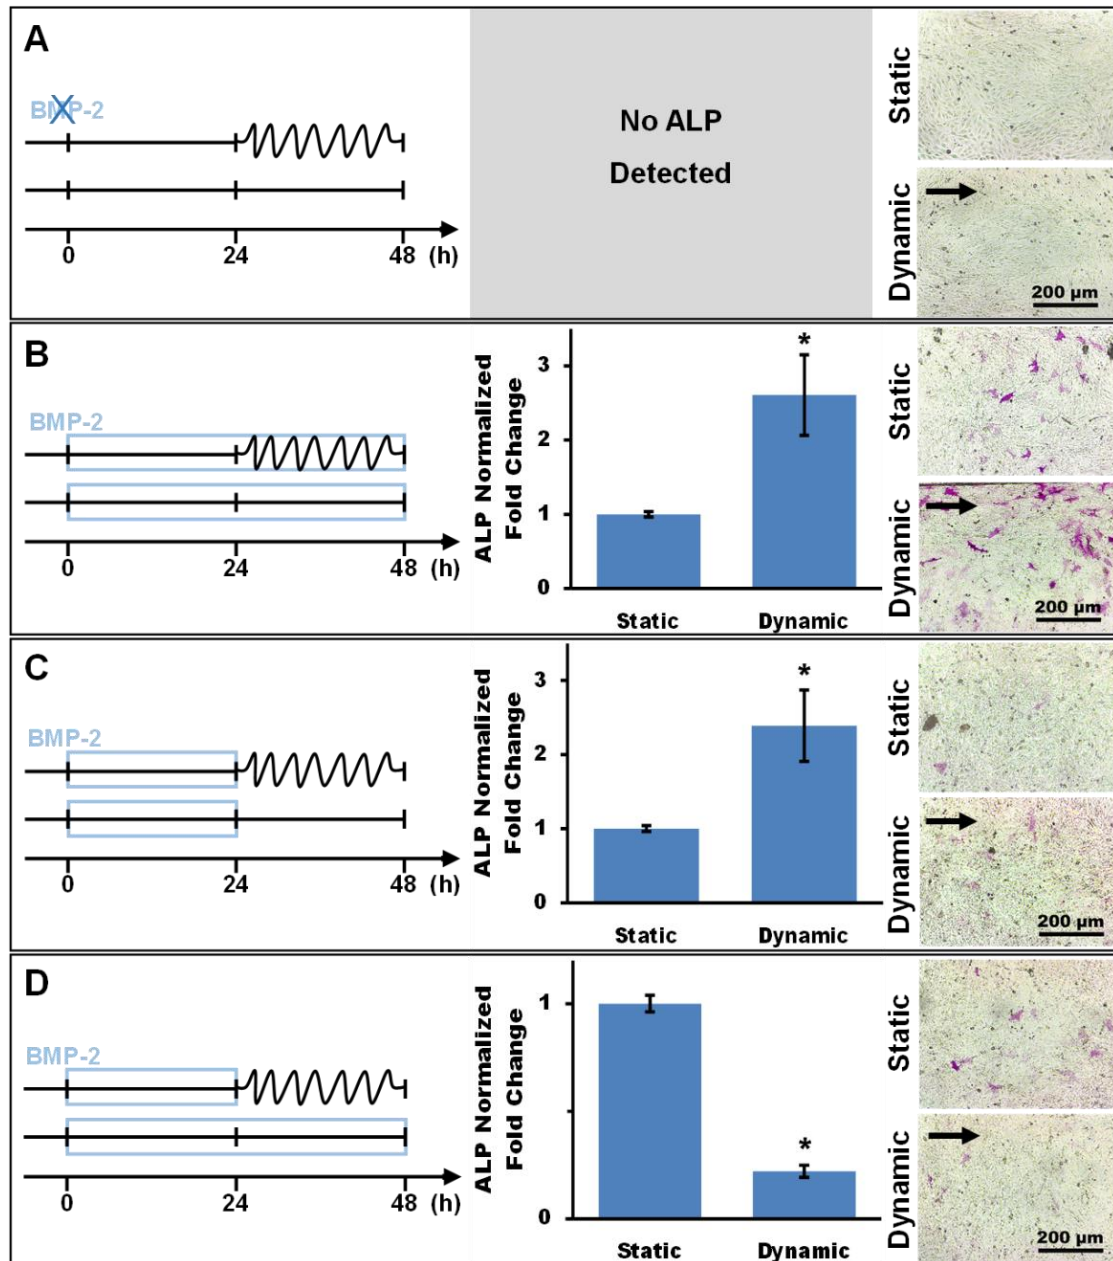 A
BMP-2
0 24 48 (h)
No ALP
Detected
Static
Dynamic
200 µm
B
BMP-2
0 24 48 (h)
ALP Normalized
Fold Change
3
2
1
0
*
Static Dynamic
Static
Dynamic
200 µm
C
BMP-2
0 24 48 (h)
ALP Normalized
Fold Change
3
2
1
0
*
Static Dynamic
Static
Dynamic
200 µm
D
BMP-2
0 24 48 (h)
ALP Normalized
Fold Change
1
0
*
Static Dynamic
Static
Dynamic
200 µm